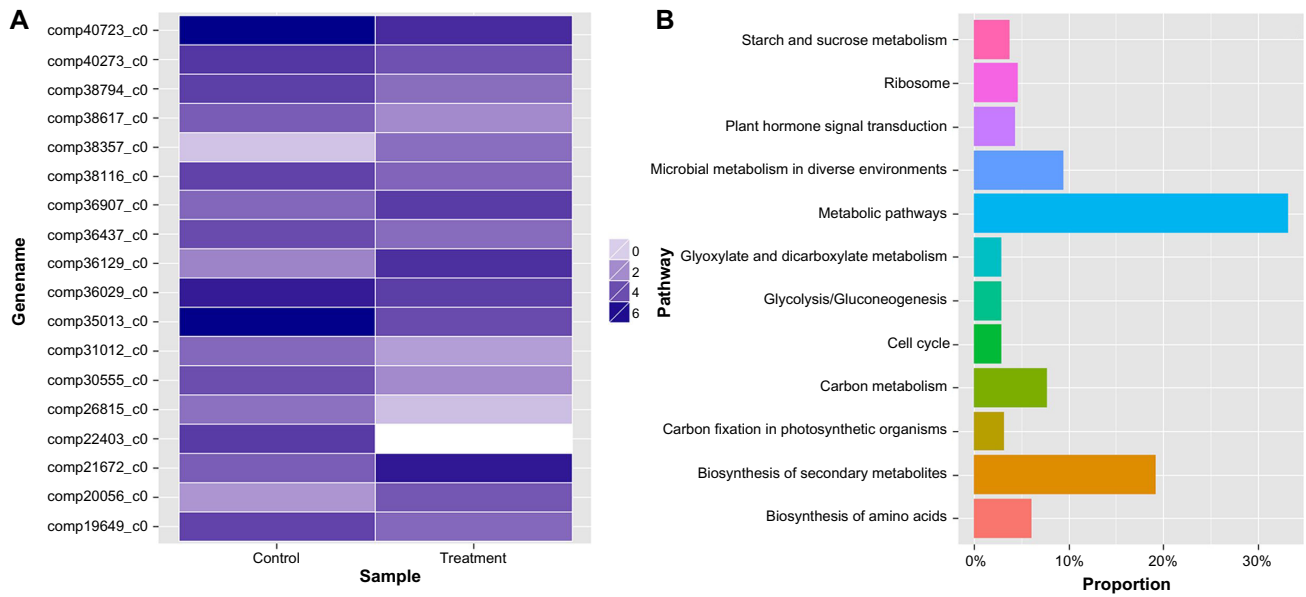 A
comp40723_c0
comp40273_c0
comp38794_c0
comp38617_c0
comp38357_c0
comp38116_c0
comp36907_c0
comp36437_c0
comp36129_c0
comp36029_c0
comp35013_c0
comp31012_c0
comp30555_c0
comp26815_c0
comp22403_c0
comp21672_c0
comp20056_c0
comp19649_c0
Genename
Control
Treatment
Sample
0
2
4
6
B
Starch and sucrose metabolism
Ribosome
Plant hormone signal transduction
Microbial metabolism in diverse environments
Metabolic pathways
Glyoxylate and dicarboxylate metabolism
Glycolysis/Gluconeogenesis
Cell cycle
Carbon metabolism
Carbon fixation in photosynthetic organisms
Biosynthesis of secondary metabolites
Biosynthesis of amino acids
Pathway
0%
10%
20%
30%
Proportion